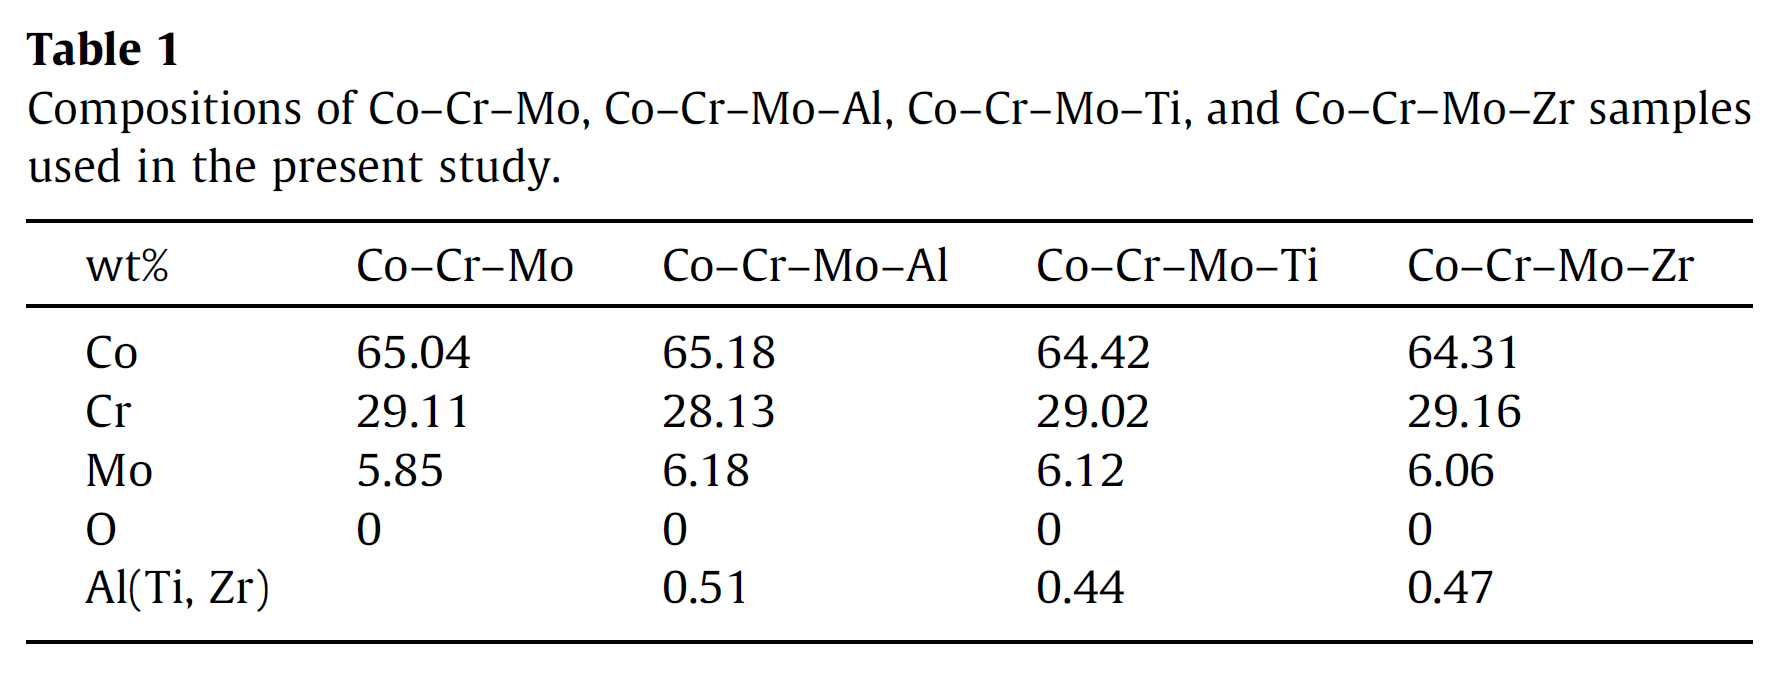 Table 1
Compositions of Co–Cr–Mo, Co–Cr–Mo–Al, Co–Cr–Mo–Ti, and Co–Cr–Mo–Zr samples
used in the present study.
wt% Co–Cr–Mo Co–Cr–Mo–Al Co–Cr–Mo–Ti Co–Cr–Mo–Zr
Co 65.04 65.18 64.42 64.31
Cr 29.11 28.13 29.02 29.16
Mo 5.85 6.18 6.12 6.06
O 0 0 0 0
Al(Ti, Zr) 0.51 0.44 0.47